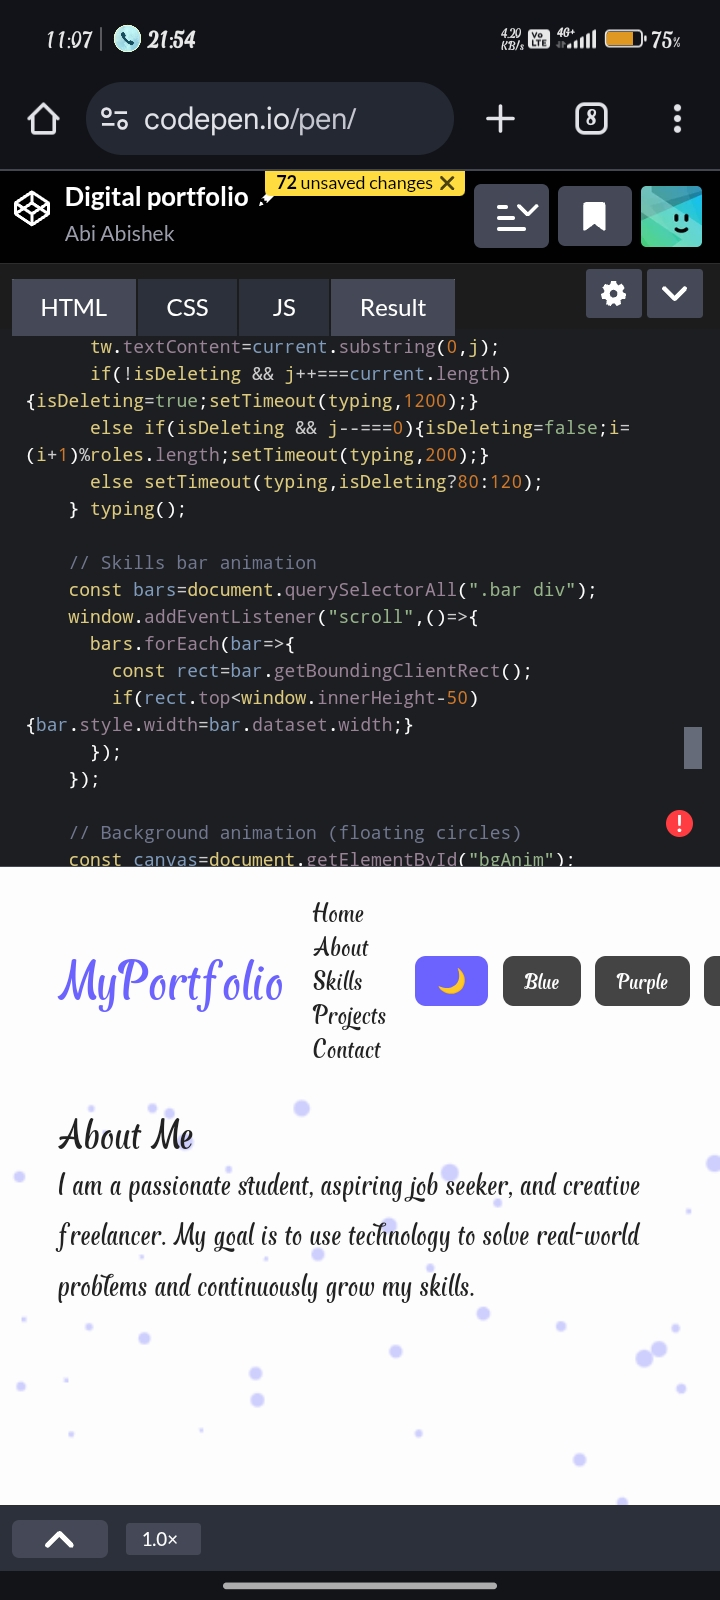 11:07 21:54 4.20 KB/s Vo LTE 4G+ 75%
codepen.io/pen/ 8
72 unsaved changes
Digital portfolio
Abi Abishek
HTML CSS JS Result
tw.textContent=current.substring(0,j);
if(!isDeleting && j++===current.length)
{isDeleting=true;setTimeout(typing,1200);}
else if(isDeleting && j--===0){isDeleting=false;i=
(i+1)%roles.length;setTimeout(typing,200);}
else setTimeout(typing,isDeleting?80:120);
} typing();
// Skills bar animation
const bars=document.querySelectorAll(".bar div");
window.addEventListener("scroll",()=>{
bars.forEach(bar=>{
const rect=bar.getBoundingClientRect();
if(rect.top<window.innerHeight-50)
{bar.style.width=bar.dataset.width;}
});
});
// Background animation (floating circles)
const canvas=document.getElementById("bgAnim");
MyPortfolio
Home
About
Skills
Projects
Contact
Blue Purple
About Me
I am a passionate student, aspiring job seeker, and creative
freelancer. My goal is to use technology to solve real-world
problems and continuously grow my skills.
1.0×